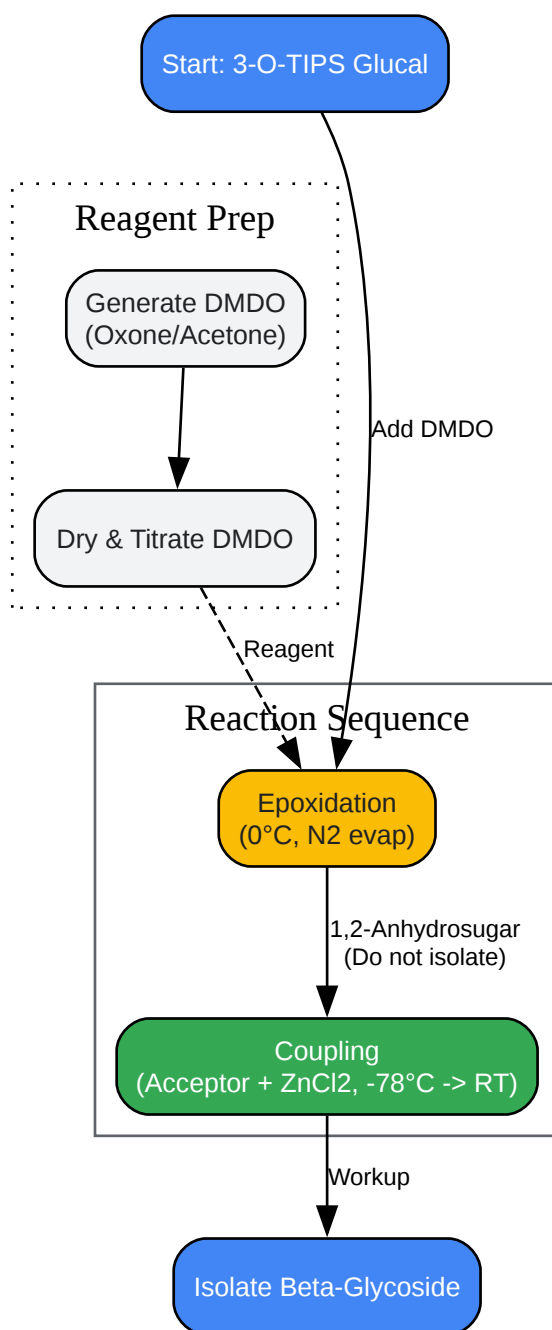 Start: 3-O-TIPS Glucal
Reagent Prep
Generate DMDO
(Oxone/Acetone)
Add DMDO
Dry & Titrate DMDO
Reagent
Reaction Sequence
Epoxidation
(0°C, N2 evap)
1,2-Anhydrosugar
(Do not isolate)
Coupling
(Acceptor + ZnCl2, -78°C -> RT)
Workup
Isolate Beta-Glycoside